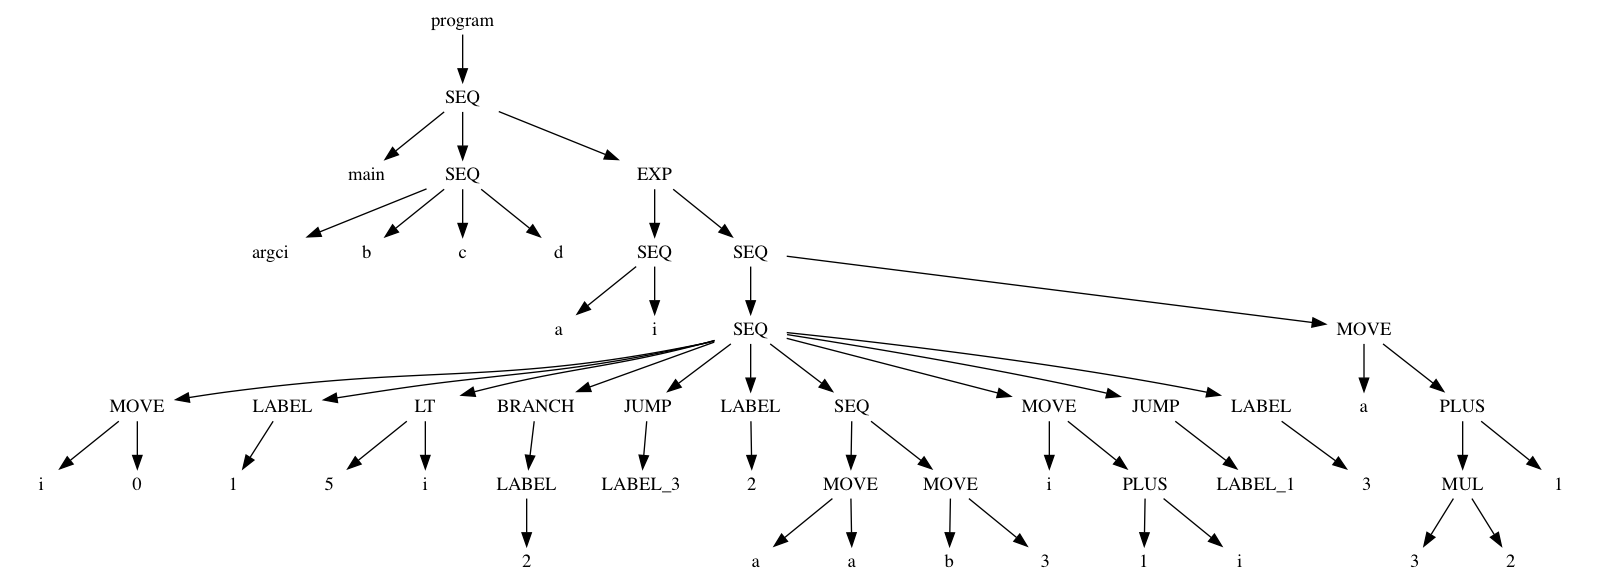 program
SEQ
main SEQ EXP
argci b c d SEQ SEQ
a i SEQ MOVE
MOVE LABEL LT BRANCH JUMP LABEL SEQ MOVE JUMP LABEL a PLUS
i 0 1 5 i LABEL LABEL_3 2 MOVE MOVE i PLUS LABEL_1 3 MUL 1
2 a a b 3 1 i 3 2